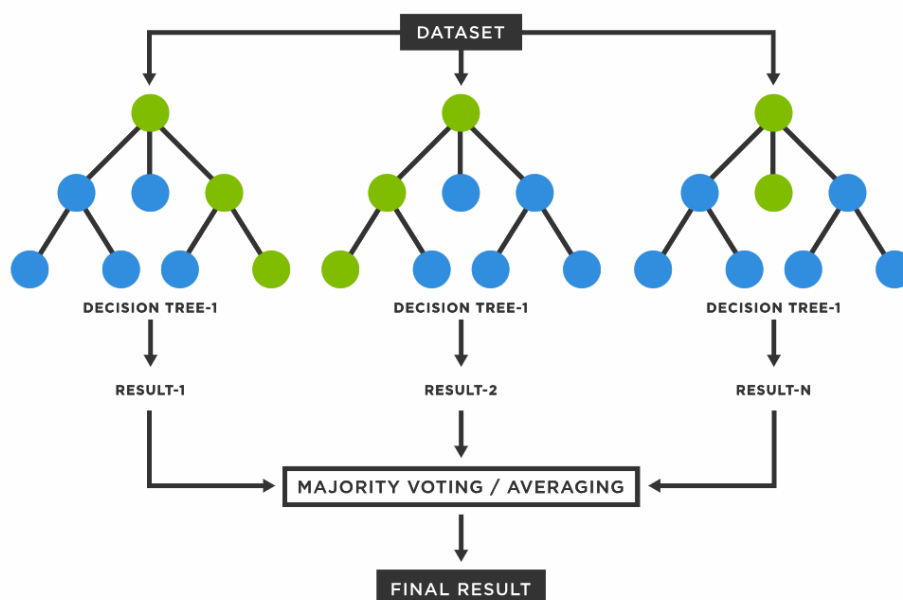 DATASET
DECISION TREE-1
DECISION TREE-1
DECISION TREE-1
RESULT-1
RESULT-2
RESULT-N
MAJORITY VOTING / AVERAGING
FINAL RESULT